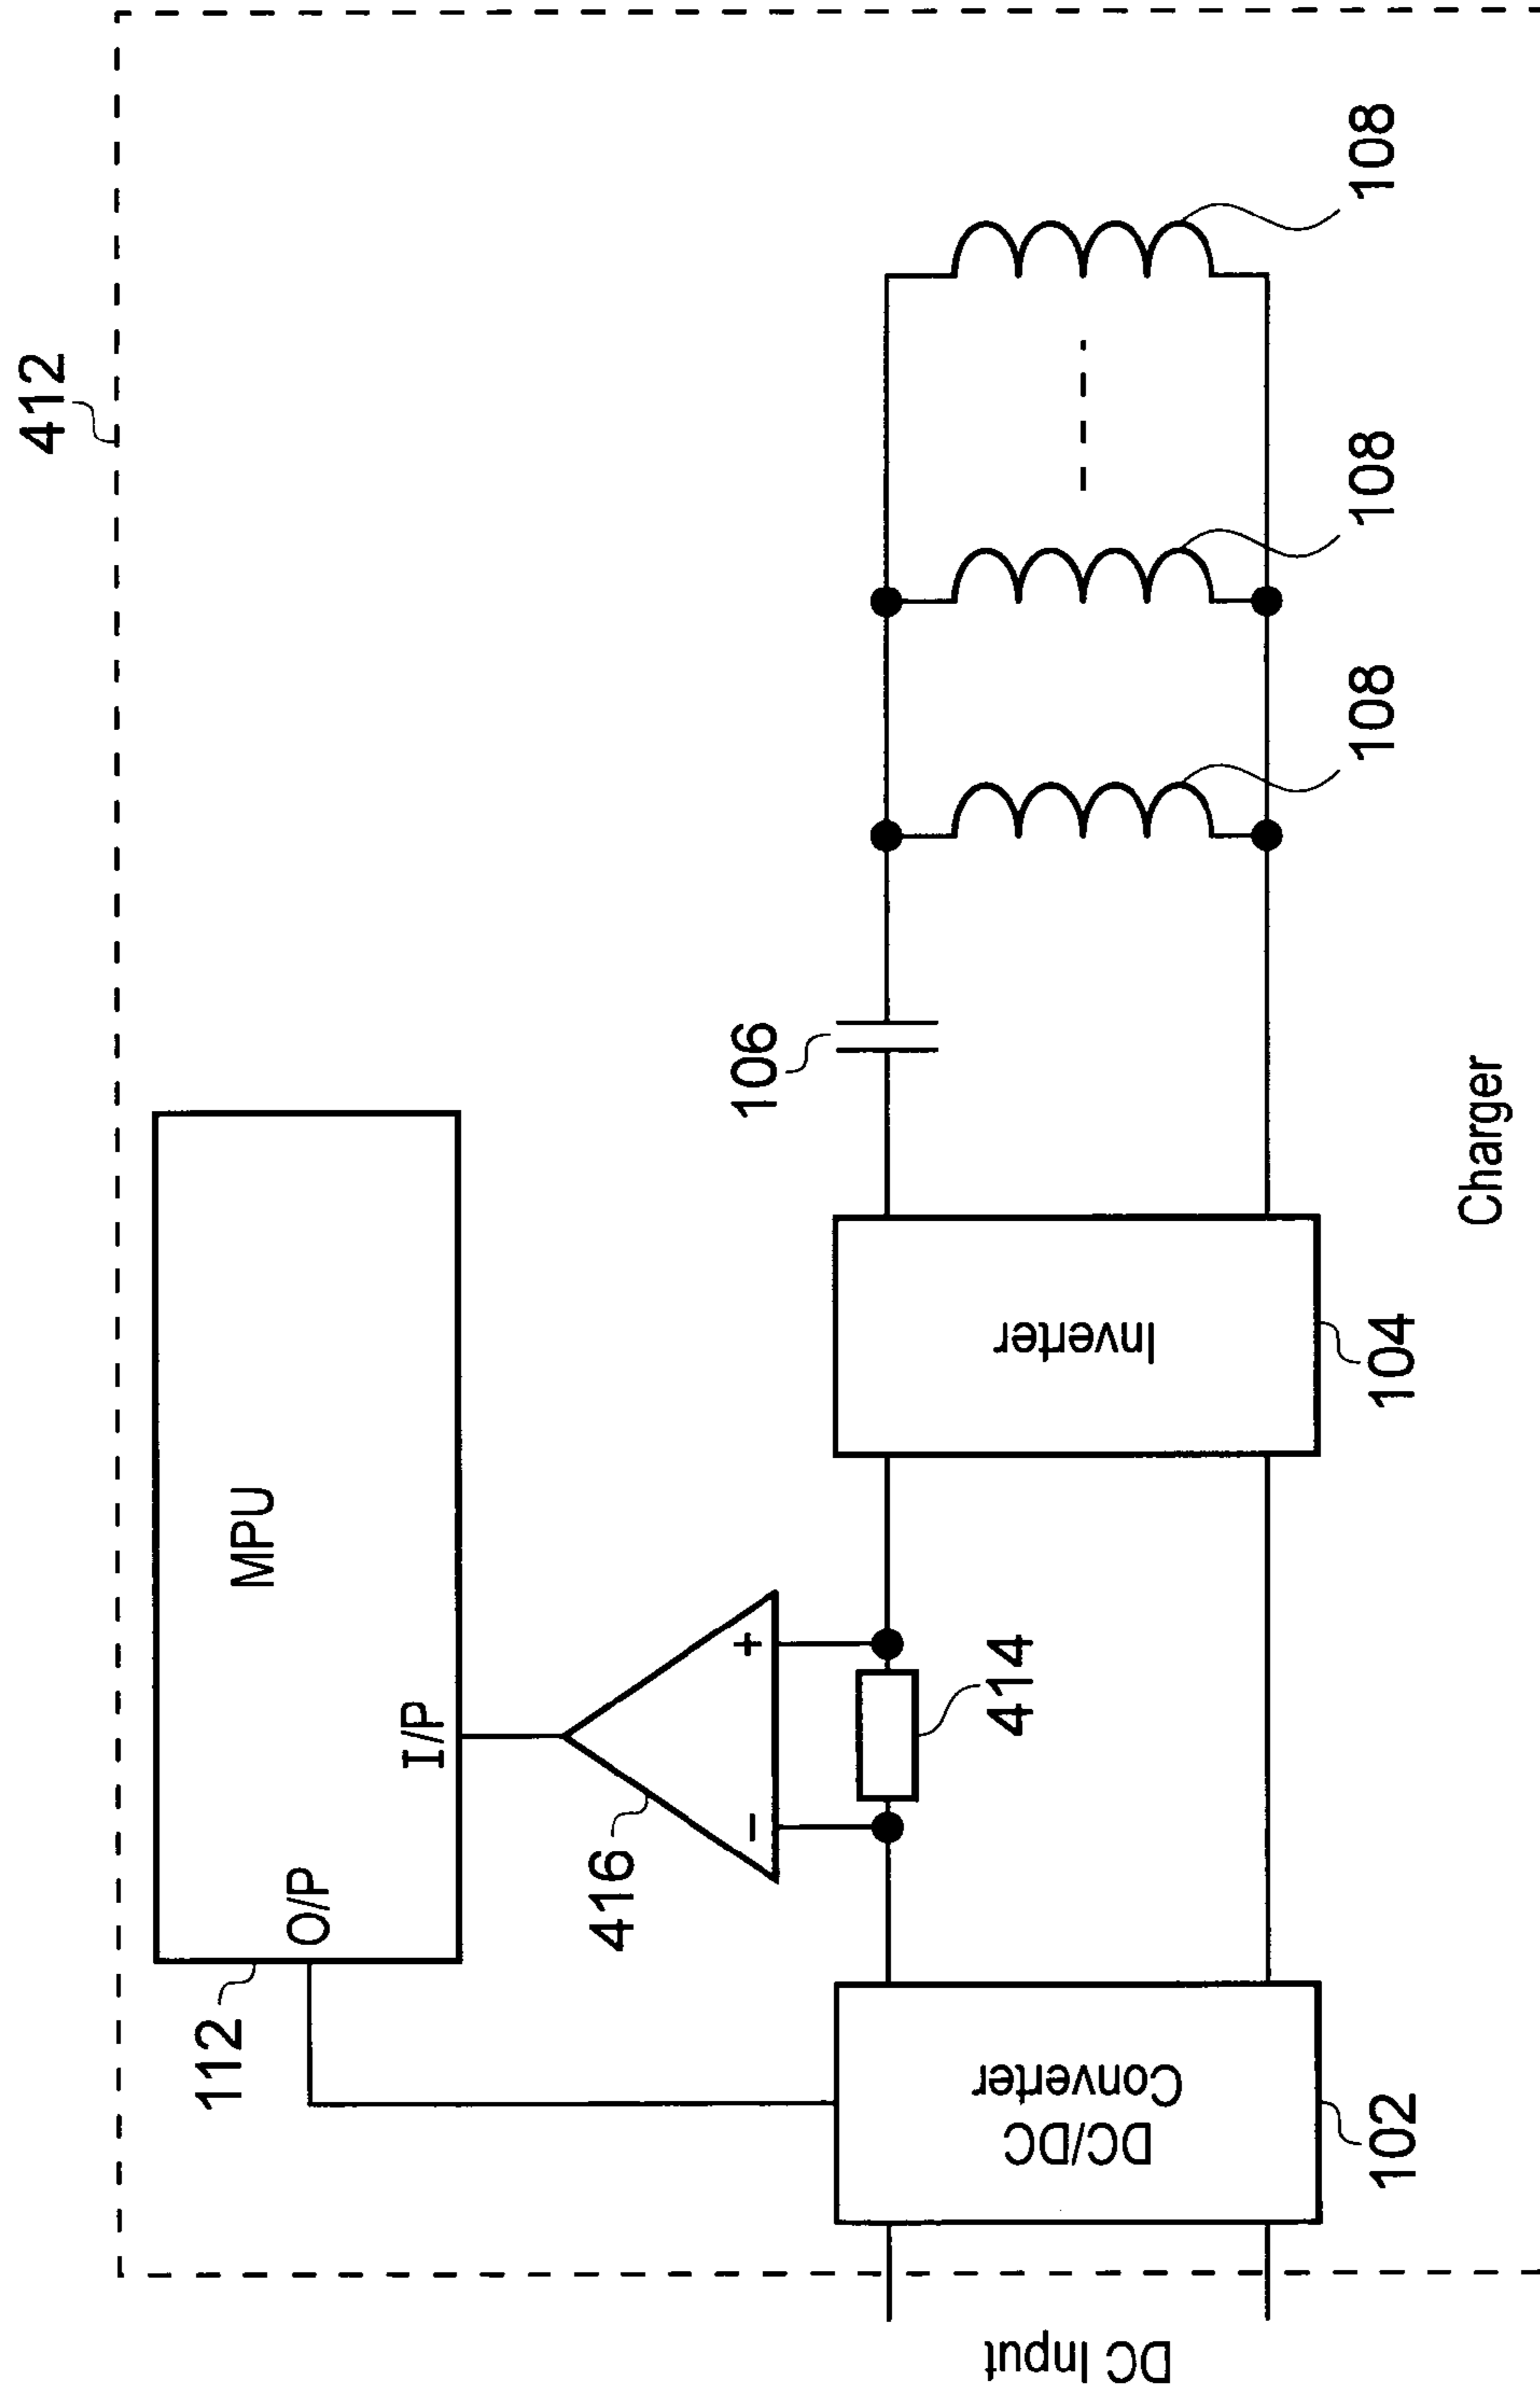 412
MPU
112
O/P
I/P
416
+
−
414
106
108
108
108
Inverter
104
DC/DC
Converter
102
DC Input
Charger